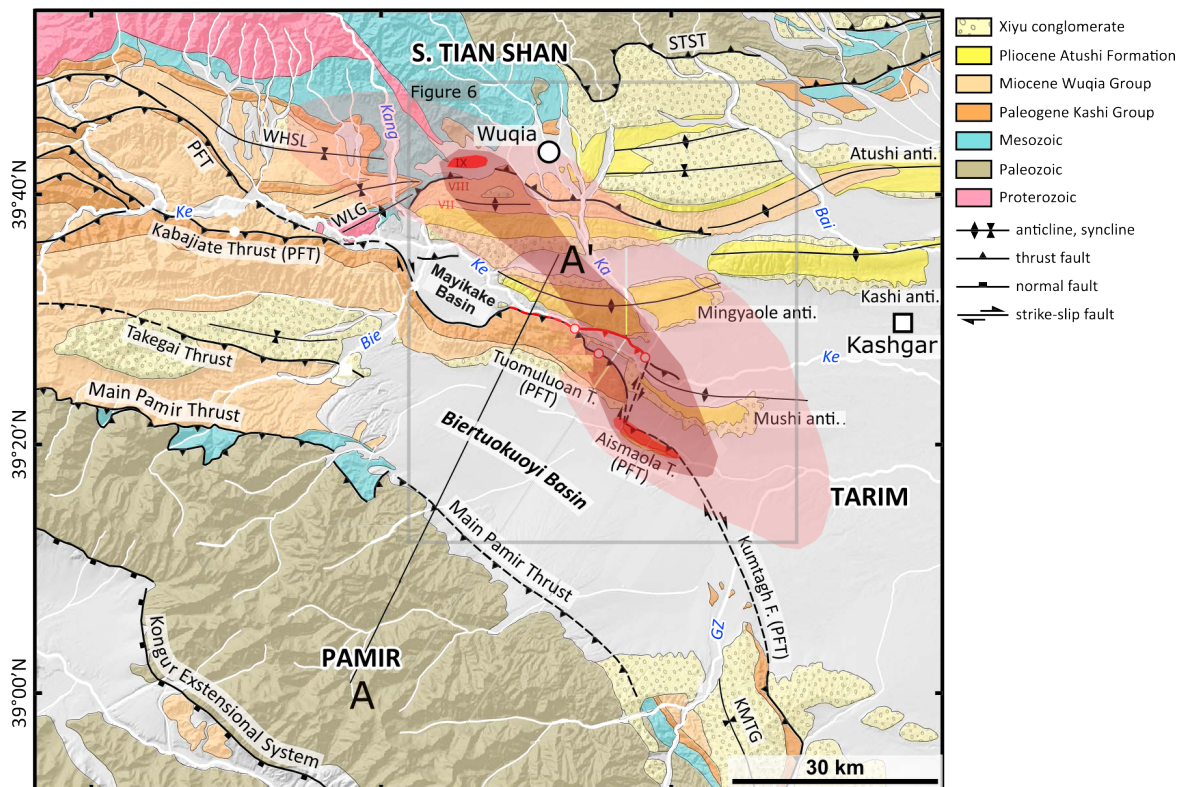 S. TIAN SHAN
STST
Figure 6
Kang
Wuqia
WHSL
PFT
Atushi anti.
IX
VIII
VII
39°40'N
Ke
WLG
Bai
Kabajiate Thrust (PFT)
A'
Ka
Ke
Mayikake
Basin
Kashi anti.
Mingyaole anti.
Kashgar
Takegai Thrust
Bie
Ke
Tuomuluoan T.
(PFT)
Main Pamir Thrust
Mushi anti..
39°20'N
Biertuokuoyi Basin
Aismaola T.
(PFT)
TARIM
Main Pamir Thrust
Kumtagh F. (PFT)
GZ
PAMIR
A
Kongur Exstensional System
39°00'N
KMTG
30 km
Xiyu conglomerate
Pliocene Atushi Formation
Miocene Wuqia Group
Paleogene Kashi Group
Mesozoic
Paleozoic
Proterozoic
anticline, syncline
thrust fault
normal fault
strike-slip fault